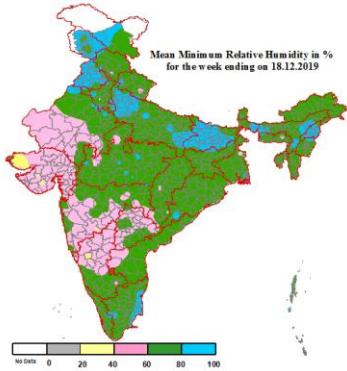 Mean Minimum Relative Humidity in %
for the week ending on 18.12.2019
No Data 0 20 40 60 80 100